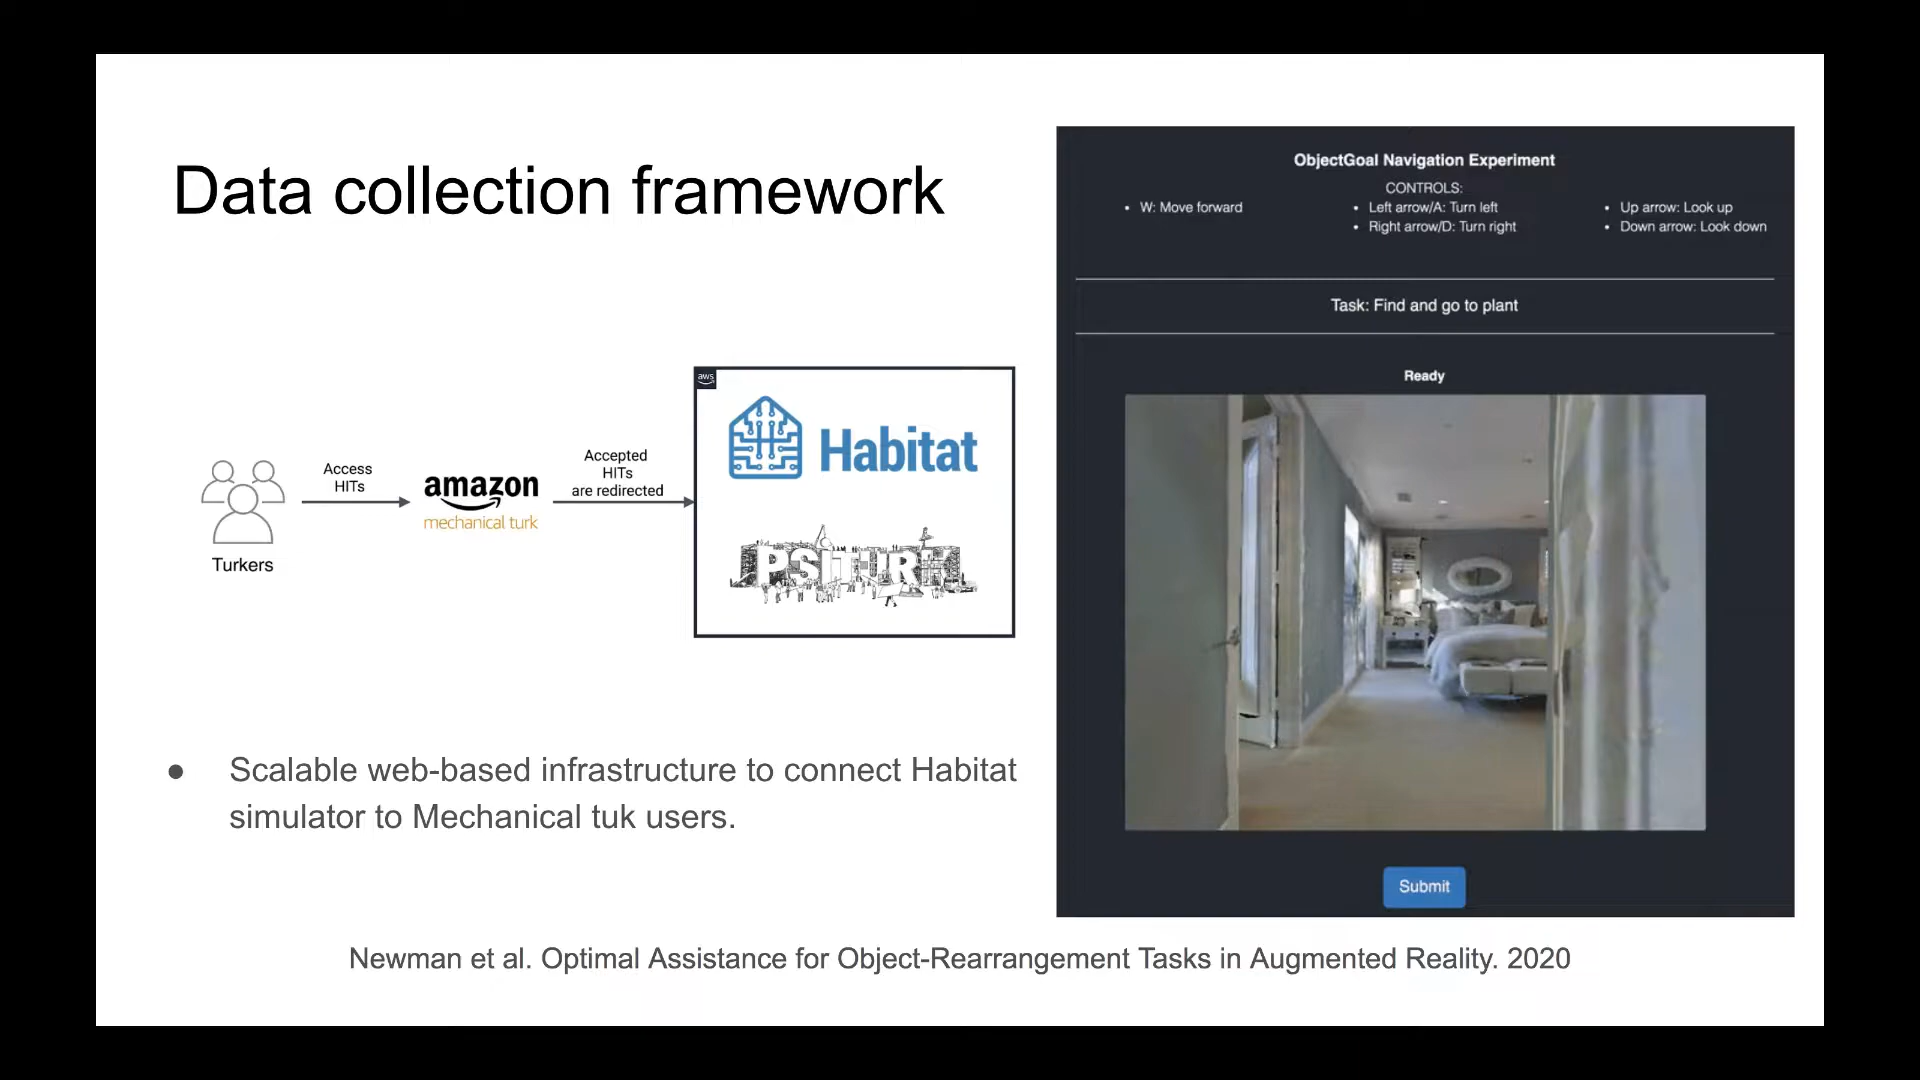 Data collection framework
Turkers
Access
HITs
amazon
mechanical turk
Accepted
HITs
are redirected
aws
Habitat
PSITURK
● Scalable web-based infrastructure to connect Habitat
simulator to Mechanical tuk users.
ObjectGoal Navigation Experiment
CONTROLS:
• W: Move forward
• Left arrow/A: Turn left
• Right arrow/D: Turn right
• Up arrow: Look up
• Down arrow: Look down
Task: Find and go to plant
Ready
Submit
Newman et al. Optimal Assistance for Object-Rearrangement Tasks in Augmented Reality. 2020